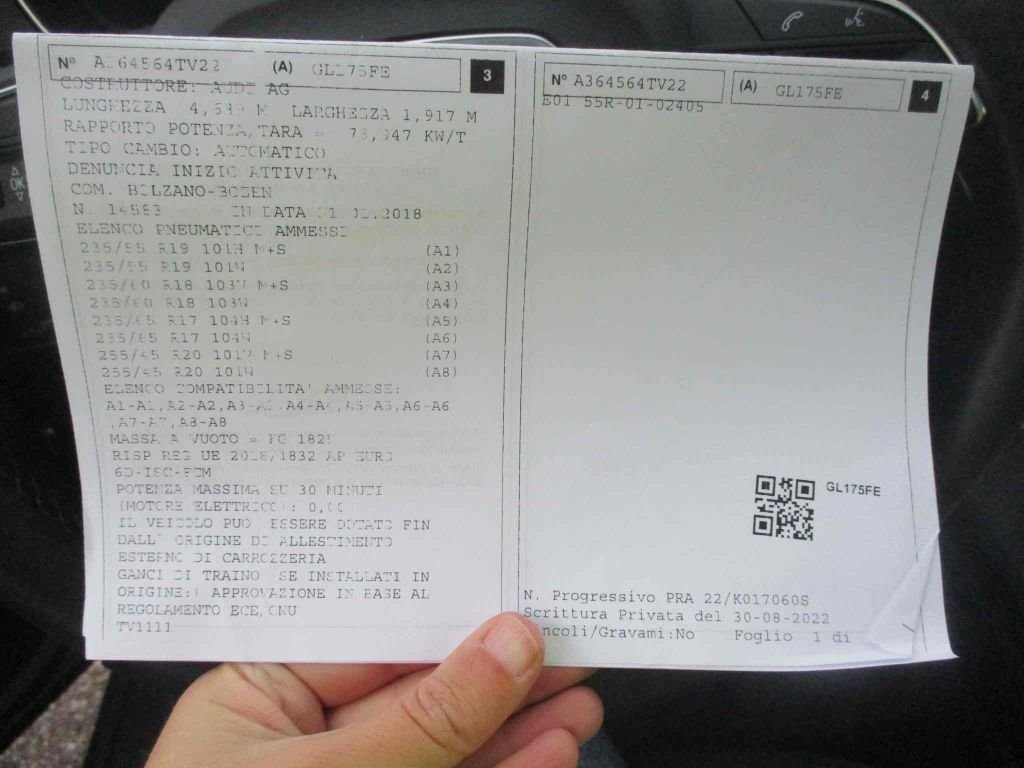 Nº A364564TV22 (A) GL175FE 3
COSTRUTTORE: AUDI AG
LUNGHEZZA 4,639 M LARGHEZZA 1,917 M
RAPPORTO POTENZA/TARA = KW/T
TIPO CAMBIO: AUTOMATICO
DENUNCIA INIZIO ATTIVITA
COM. BOLZANO-BOZEN
N. 14583 IN DATA 2018
ELENCO PNEUMATICI AMMESSI
235/55 R19 101H M+S (A1)
235/55 R19 101W (A2)
235/60 R18 103V M+S (A3)
235/60 R18 103W (A4)
235/65 R17 104H M+S (A5)
235/65 R17 104W (A6)
255/45 R20 101V M+S (A7)
255/45 R20 101W (A8)
ELENCO COMPATIBILITA' AMMESSE:
A1-A1,A2-A2,A3-A3,A4-A4,A5-A5,A6-A6
,A7-A7,A8-A8
MASSA A VUOTO = KG 1825
RISP REG UE 2018/1832 AP EURO
6D-ISC-FCM
POTENZA MASSIMA SU 30 MINUTI
(MOTORE ELETTRICO): 0,00
IL VEICOLO PUO' ESSERE DOTATO FIN
DALL' ORIGINE DI ALLESTIMENTO
ESTERNO DI CARROZZERIA
GANCI DI TRAINO (SE INSTALLATI IN
ORIGINE:) APPROVAZIONE IN BASE AL
REGOLAMENTO ECE/ONU
TV1111
Nº A364564TV22 (A) GL175FE 4
E01 55R-01-02405
GL175FE
N. Progressivo PRA 22/K017060S
Scrittura Privata del 30-08-2022
incoli/Gravami:No Foglio 1 di
OK